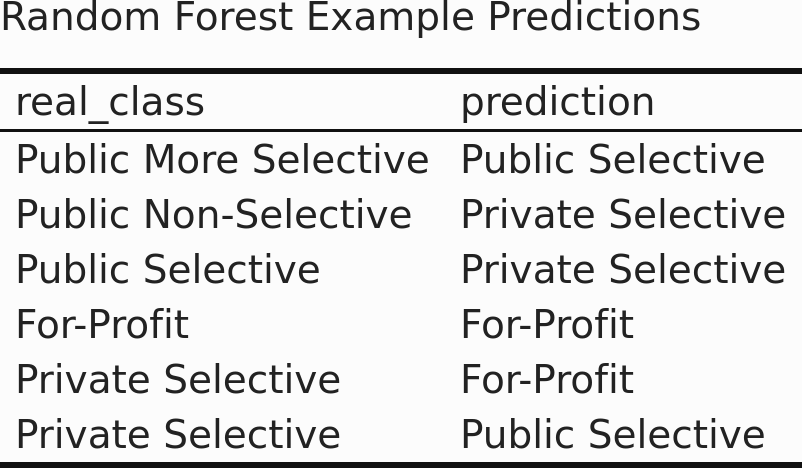 Random Forest Example Predictions
real_class prediction
Public More Selective Public Selective
Public Non-Selective Private Selective
Public Selective Private Selective
For-Profit For-Profit
Private Selective For-Profit
Private Selective Public Selective